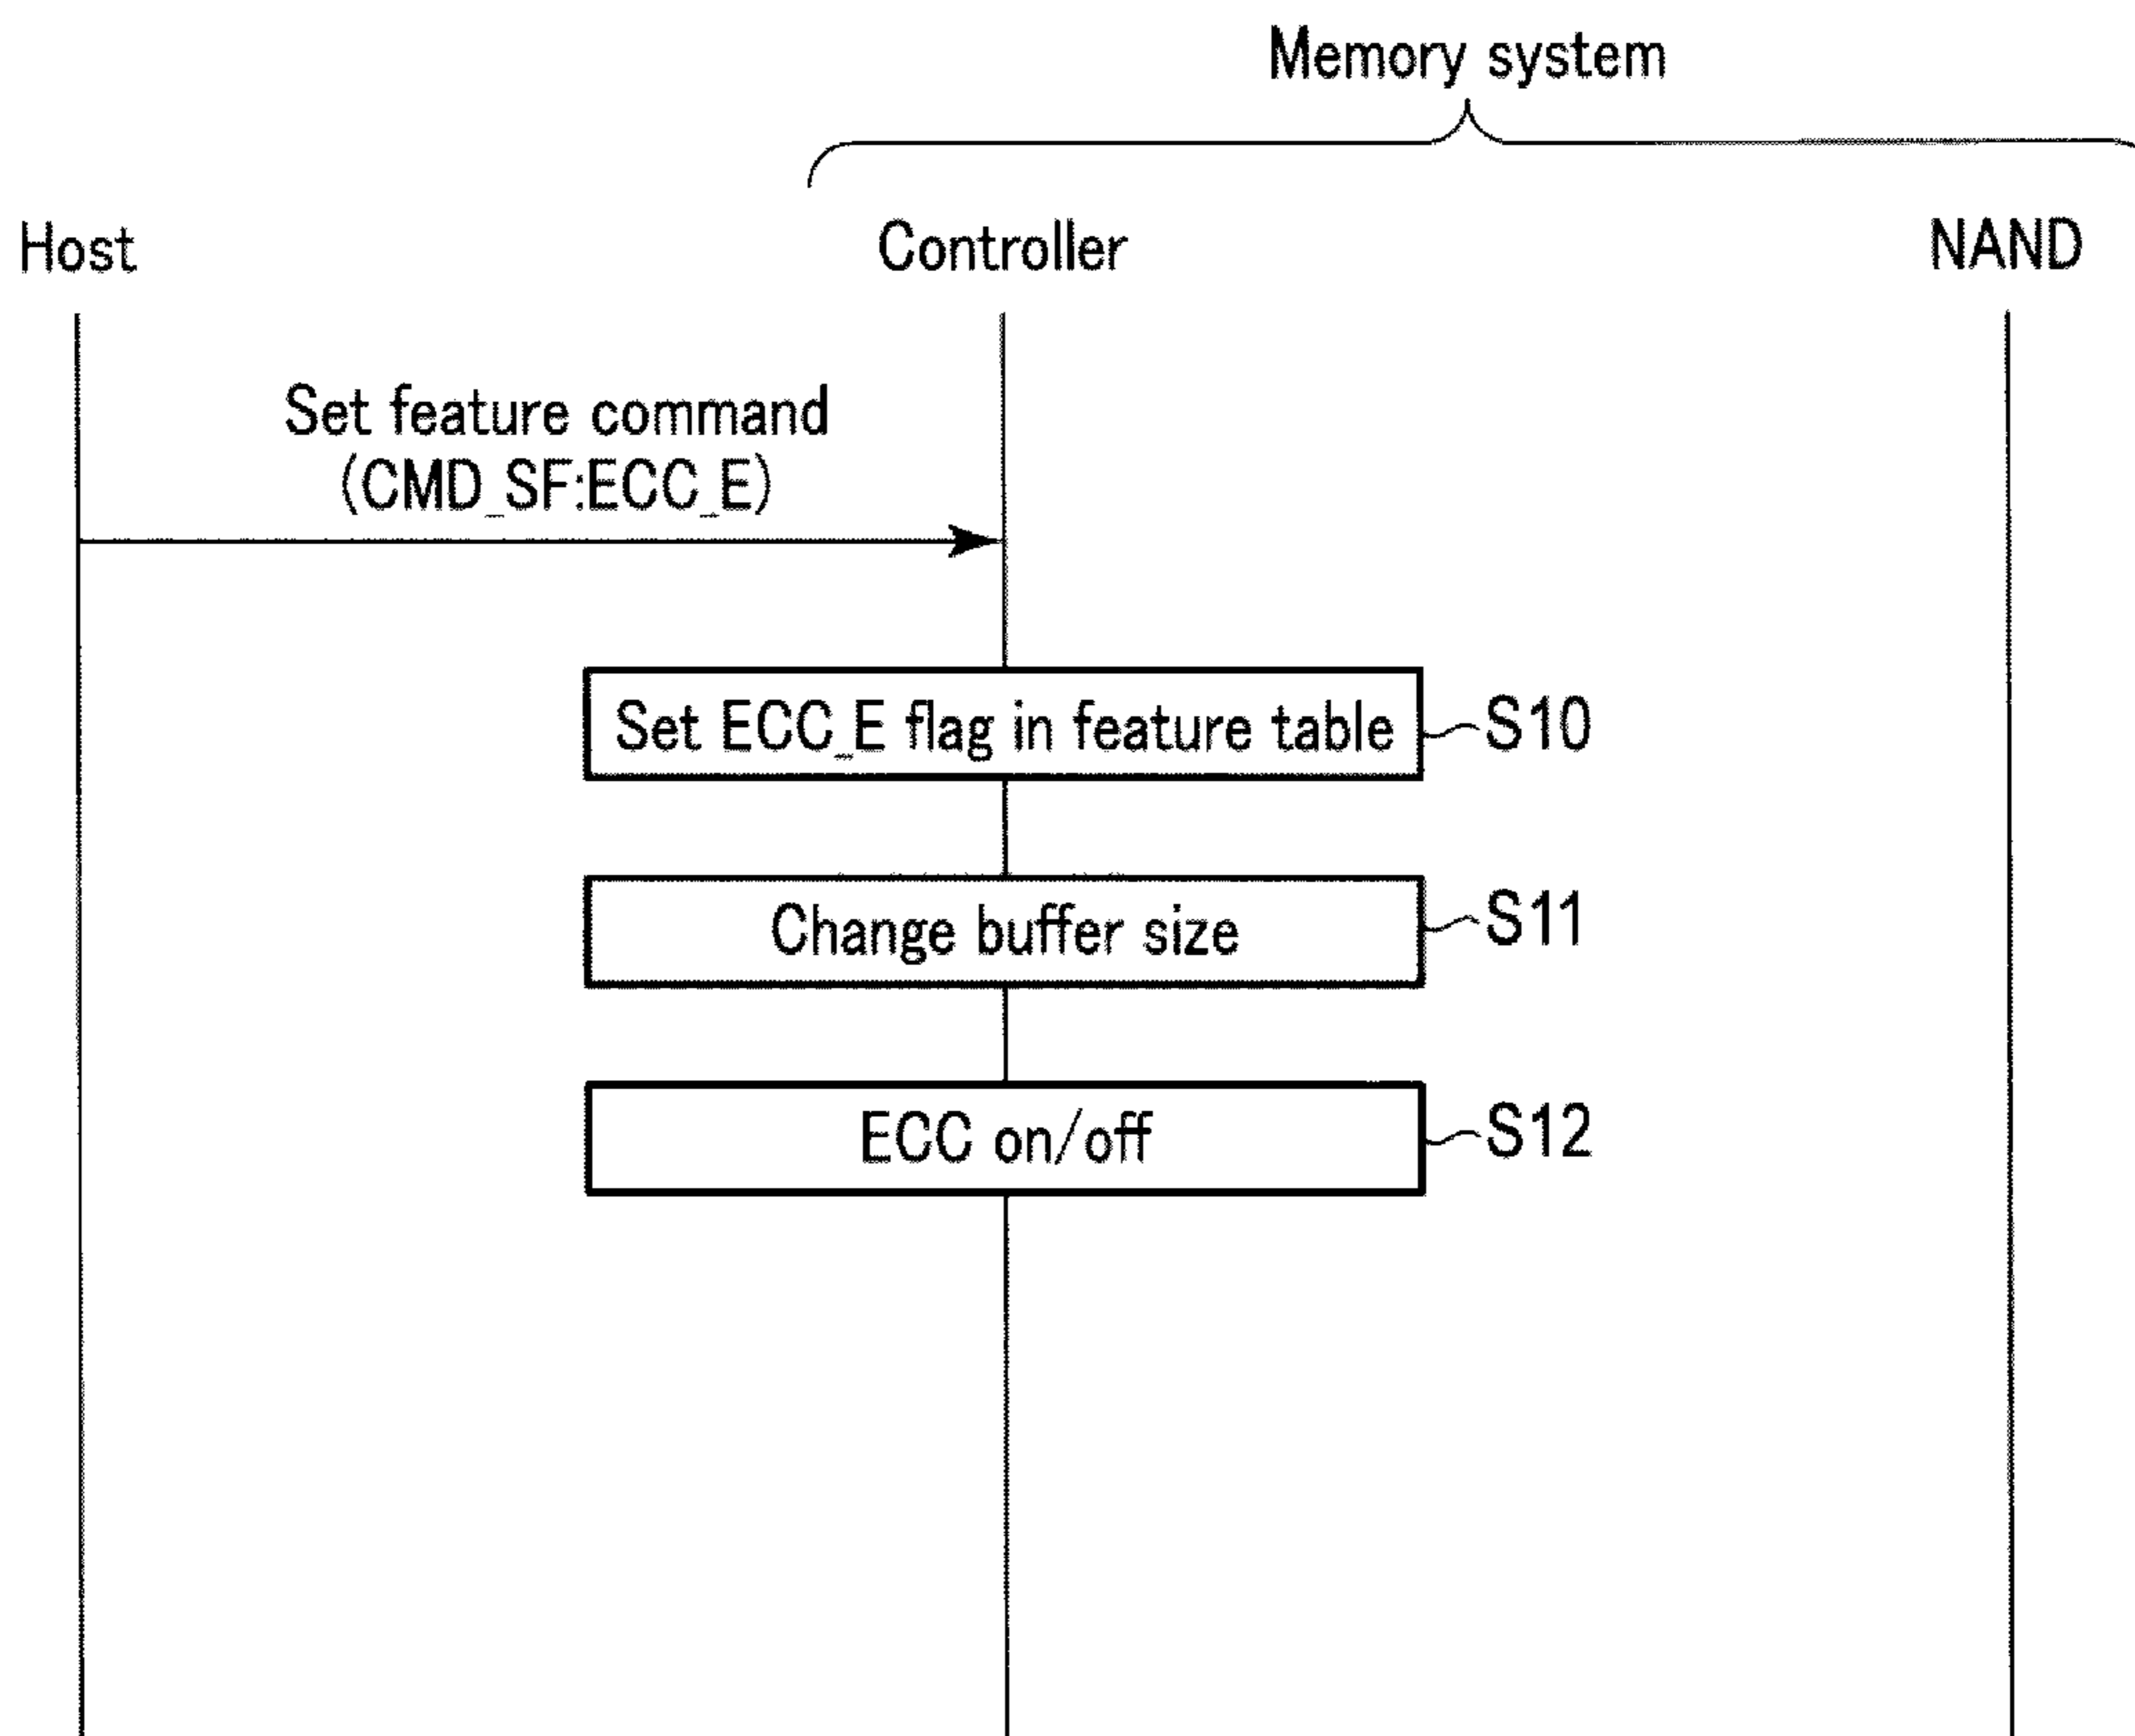 Memory system
Host
Controller
NAND
Set feature command
(CMD_SF:ECC_E)
Set ECC_E flag in feature table
S10
Change buffer size
S11
ECC on/off
S12